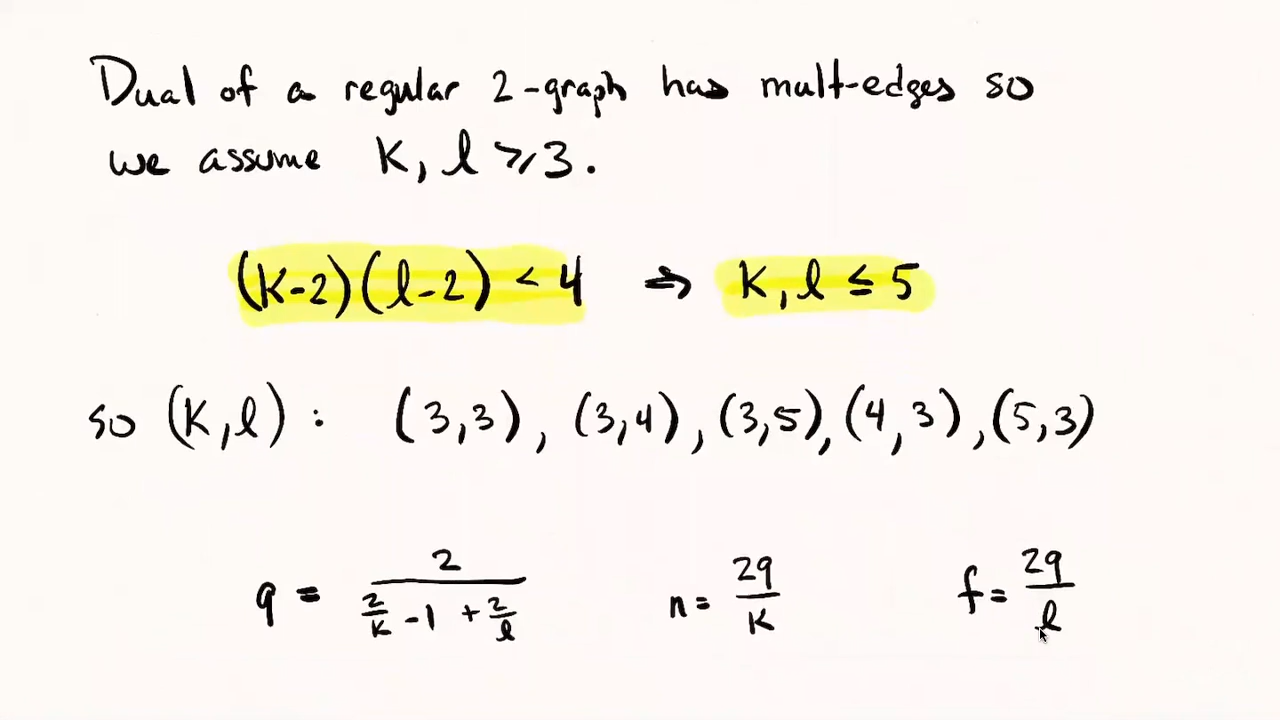 Dual of a regular 2-graph has mult-edges so
we assume k, l ⩾ 3.
(k-2)(l-2) < 4 ⇒ k, l ≤ 5
so (k, l) : (3,3), (3,4), (3,5), (4,3), (5,3)
q = 2 / (2/k - 1 + 2/l) n = 2q/k f = 2q/l